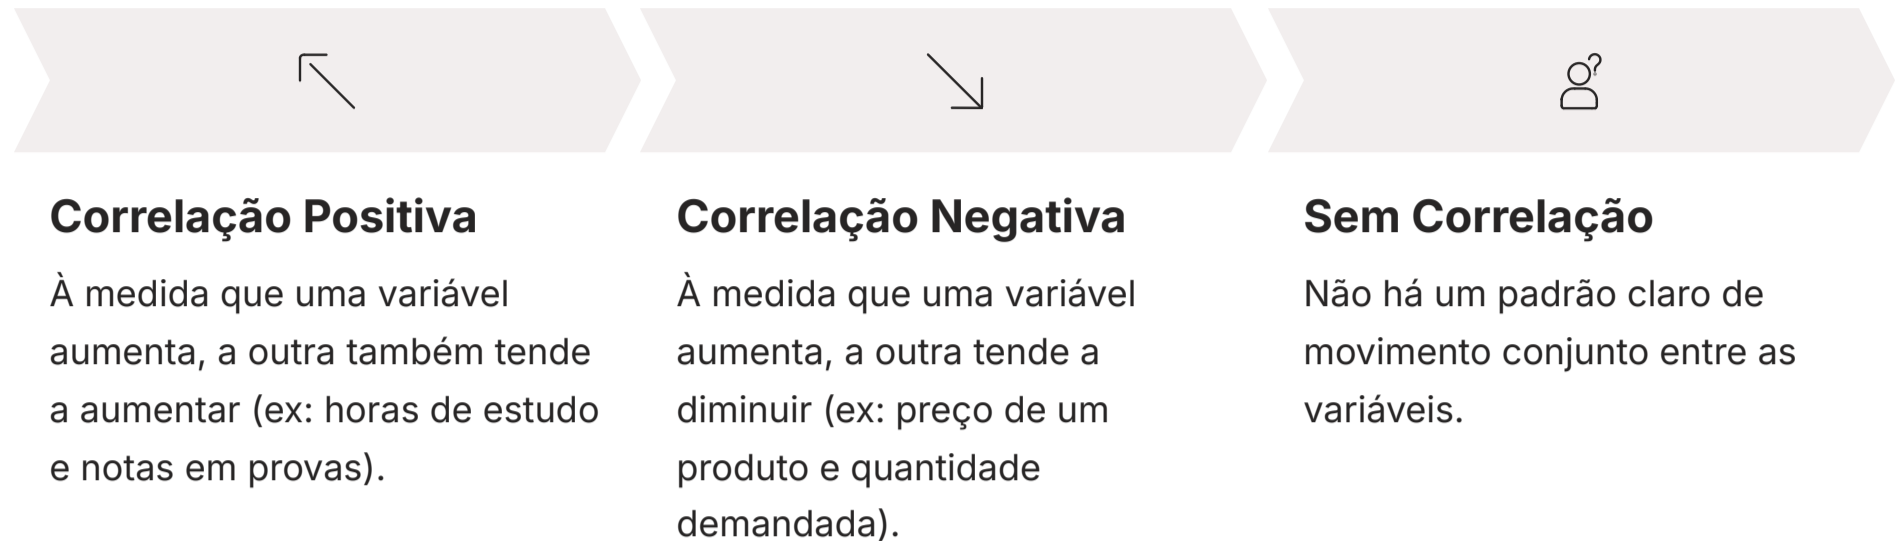 Correlação Positiva
À medida que uma variável
aumenta, a outra também tende
a aumentar (ex: horas de estudo
e notas em provas).
Correlação Negativa
À medida que uma variável
aumenta, a outra tende a
diminuir (ex: preço de um
produto e quantidade
demandada).
Sem Correlação
Não há um padrão claro de
movimento conjunto entre as
variáveis.